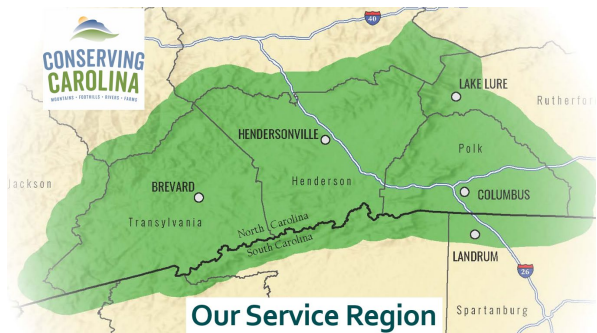 CONSERVING
CAROLINA
MOUNTAINS • FOOTHILLS • RIVERS • FARMS
40
LAKE LURE
Rutherfor
HENDERSONVILLE
Polk
Jackson
BREVARD
Henderson
COLUMBUS
Transylvania
North Carolina
South Carolina
LANDRUM
26
Our Service Region
Spartanburg